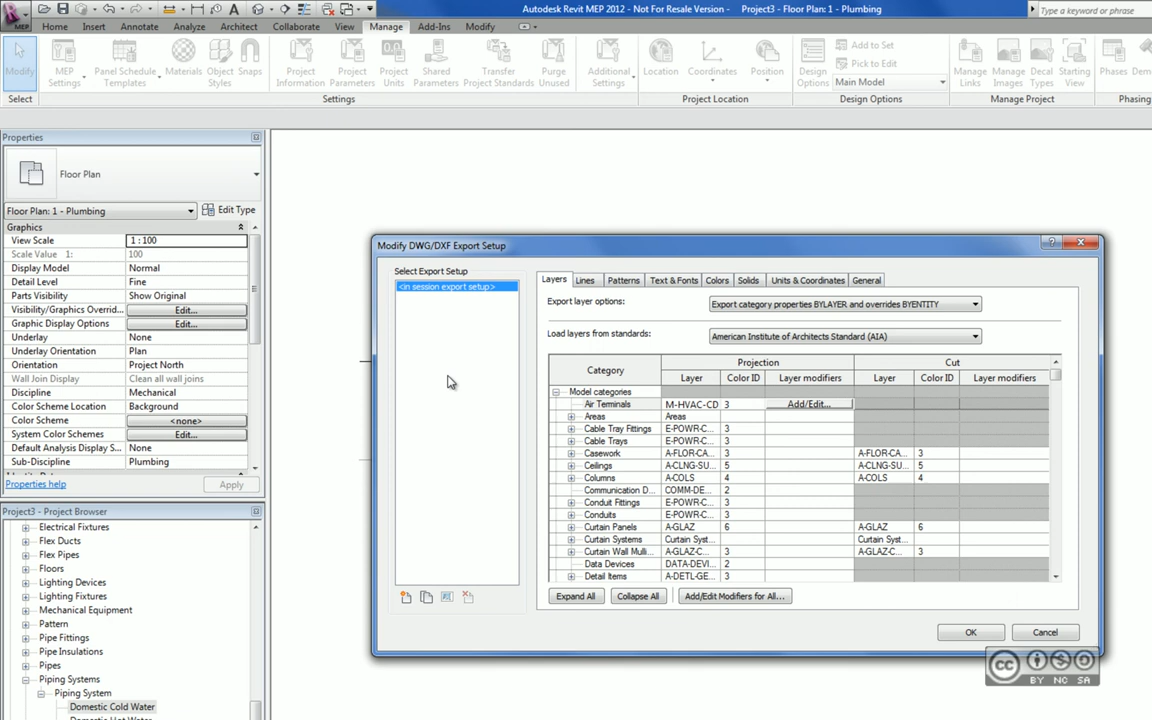 Autodesk Revit MEP 2012 - Not For Resale Version - Project3 - Floor Plan: 1 - Plumbing
Type a keyword or phrase
MEP
Home Insert Annotate Analyze Architect Collaborate View Manage Add-Ins Modify
Modify
MEP Settings
Panel Schedule Templates
Materials
Object Styles
Snaps
Project Information
Project Parameters
Project Units
Shared Parameters
Transfer Project Standards
Purge Unused
Additional Settings
Location
Coordinates
Position
Design Options
Add to Set
Pick to Edit
Main Model
Manage Links
Manage Images
Decal Types
Starting View
Phases
Select Settings Project Location Design Options Manage Project Phasing
Properties
Floor Plan
Floor Plan: 1 - Plumbing Edit Type
Graphics
View Scale 1 : 100
Scale Value 1: 100
Display Model Normal
Detail Level Fine
Parts Visibility Show Original
Visibility/Graphics Overrid... Edit...
Graphic Display Options Edit...
Underlay None
Underlay Orientation Plan
Orientation Project North
Wall Join Display Clean all wall joins
Discipline Mechanical
Color Scheme Location Background
Color Scheme <none>
System Color Schemes Edit...
Default Analysis Display S... None
Sub-Discipline Plumbing
Properties help Apply
Project3 - Project Browser
Electrical Fixtures
Flex Ducts
Flex Pipes
Floors
Lighting Devices
Lighting Fixtures
Mechanical Equipment
Pattern
Pipe Fittings
Pipe Insulations
Pipes
Piping Systems
Piping System
Domestic Cold Water
Domestic Hot Water
Modify DWG/DXF Export Setup
Select Export Setup
<in session export setup>
Layers Lines Patterns Text & Fonts Colors Solids Units & Coordinates General
Export layer options: Export category properties BYLAYER and overrides BYENTITY
Load layers from standards: American Institute of Architects Standard (AIA)
Category Projection Cut
Layer Color ID Layer modifiers Layer Color ID Layer modifiers
Model categories
Air Terminals M-HVAC-CD 3 Add/Edit...
Areas Areas
Cable Tray Fittings E-POWR-C... 3
Cable Trays E-POWR-C... 3
Casework A-FLOR-CA... 3 A-FLOR-CA... 3
Ceilings A-CLNG-SU... 5 A-CLNG-SU... 5
Columns A-COLS 4 A-COLS 4
Communication D... COMM-DE... 2
Conduit Fittings E-POWR-C... 3
Conduits E-POWR-C... 3
Curtain Panels A-GLAZ 6 A-GLAZ 6
Curtain Systems Curtain Syst... Curtain Syst...
Curtain Wall Mulli... A-GLAZ-C... 3 A-GLAZ-C... 3
Data Devices DATA-DEVI... 2
Detail Items A-DETL-GE... 3
Expand All Collapse All Add/Edit Modifiers for All...
OK Cancel
cc
BY NC SA